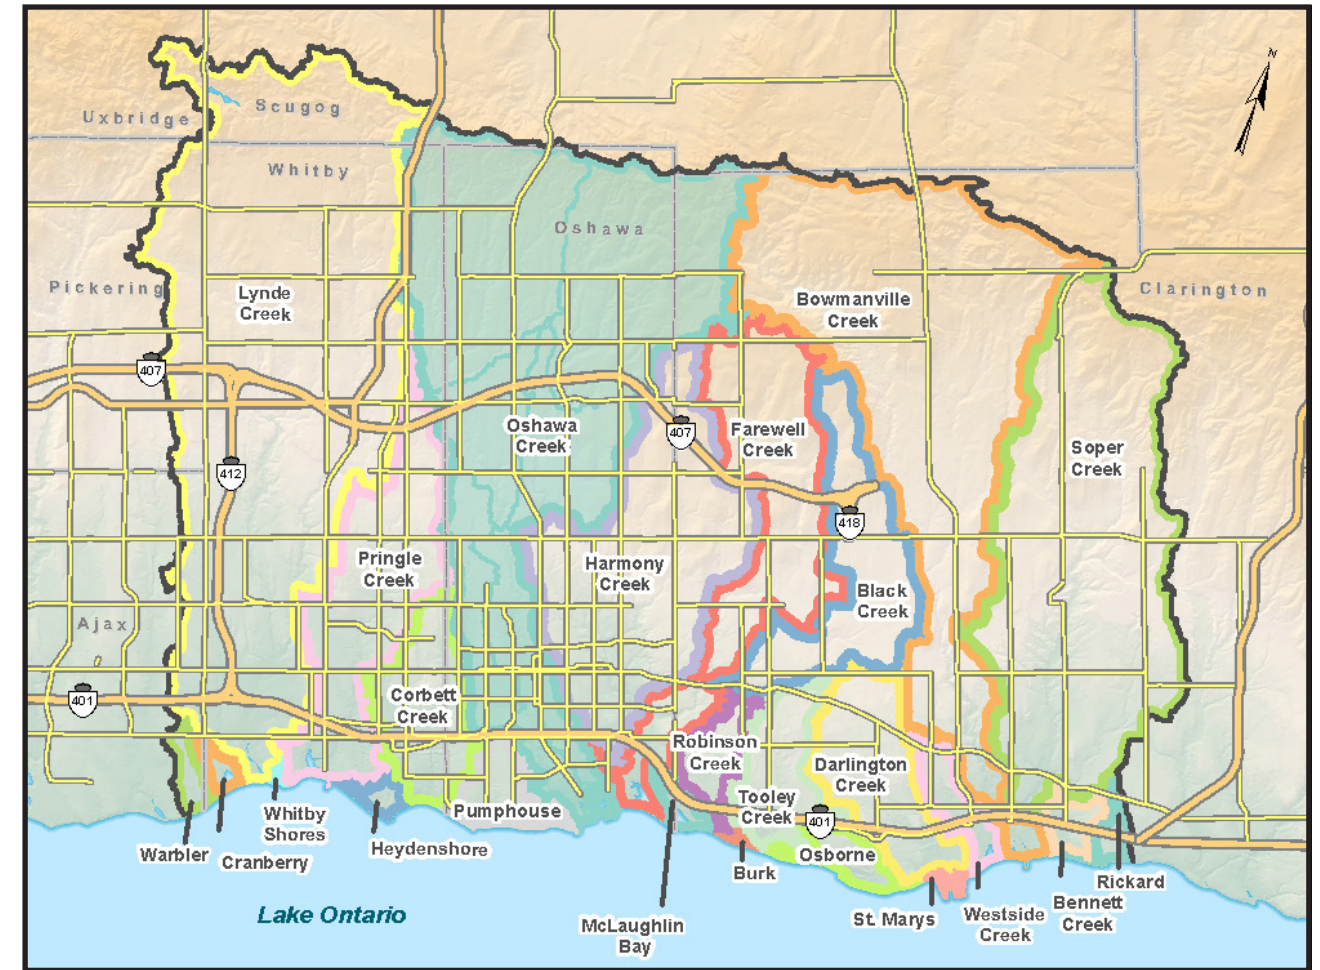 N
Uxbridge
Scugog
Whitby
Oshawa
Pickering
Lynde
Creek
Bowmanville
Creek
Clarington
407
Oshawa
Creek
407
Farewell
Creek
Soper
Creek
412
418
Pringle
Creek
Harmony
Creek
Black
Creek
Ajax
401
Corbett
Creek
Robinson
Creek
Darlington
Creek
Whitby
Shores
Pumphouse
Tooley
Creek
401
Warbler
Cranberry
Heydenshore
Burk
Osborne
Rickard
Lake Ontario
McLaughlin
Bay
St. Marys
Westside
Creek
Bennett
Creek